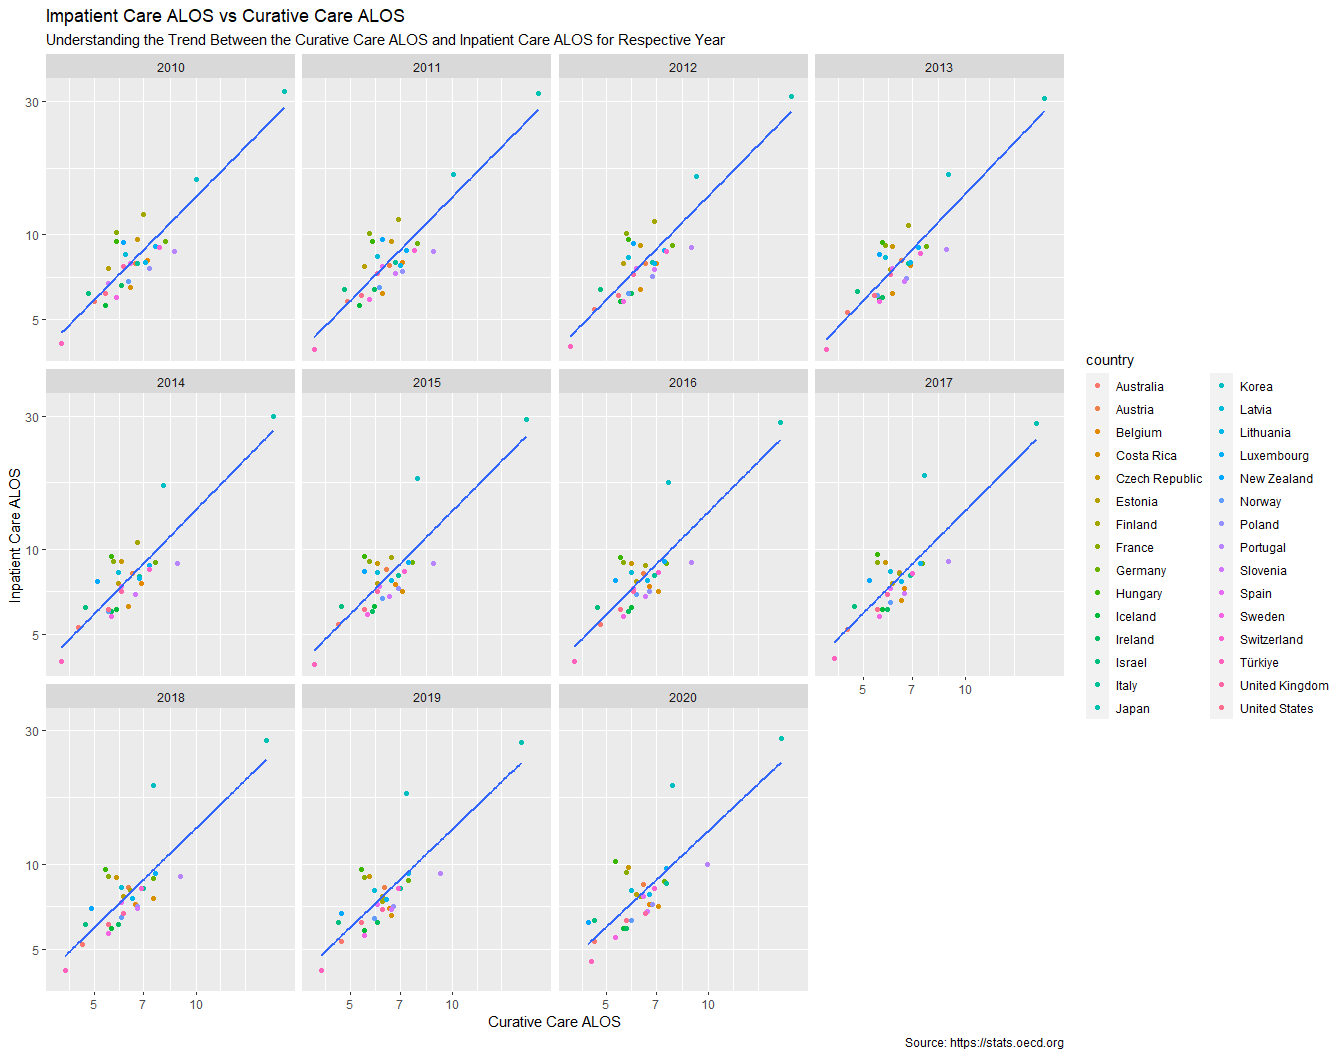 Inpatient Care ALOS vs Curative Care ALOS
Understanding the Trend Between the Curative Care ALOS and Inpatient Care ALOS for Respective Year
2010 2011 2012 2013
30
10
5
2014 2015 2016 2017
30
10
5
5 7 10
2018 2019 2020
30
10
5
5 7 10 5 7 10 5 7 10
Inpatient Care ALOS
Curative Care ALOS
country
Australia
Austria
Belgium
Costa Rica
Czech Republic
Estonia
Finland
France
Germany
Hungary
Iceland
Ireland
Israel
Italy
Japan
Korea
Latvia
Lithuania
Luxembourg
New Zealand
Norway
Poland
Portugal
Slovenia
Spain
Sweden
Switzerland
Türkiye
United Kingdom
United States
Source: https://stats.oecd.org